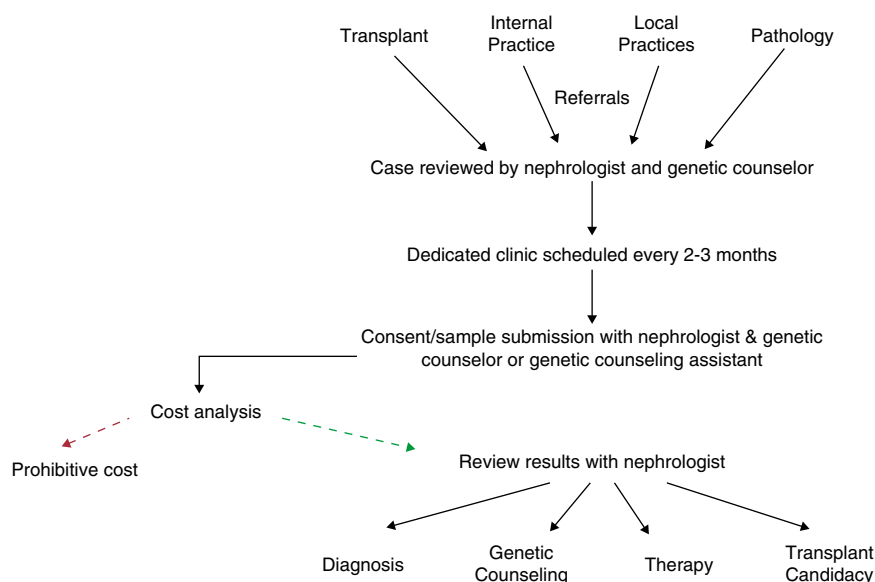 Transplant
Internal
Practice
Local
Practices
Pathology
Referrals
Case reviewed by nephrologist and genetic counselor
Dedicated clinic scheduled every 2-3 months
Consent/sample submission with nephrologist & genetic
counselor or genetic counseling assistant
Cost analysis
Prohibitive cost
Review results with nephrologist
Diagnosis
Genetic
Counseling
Therapy
Transplant
Candidacy